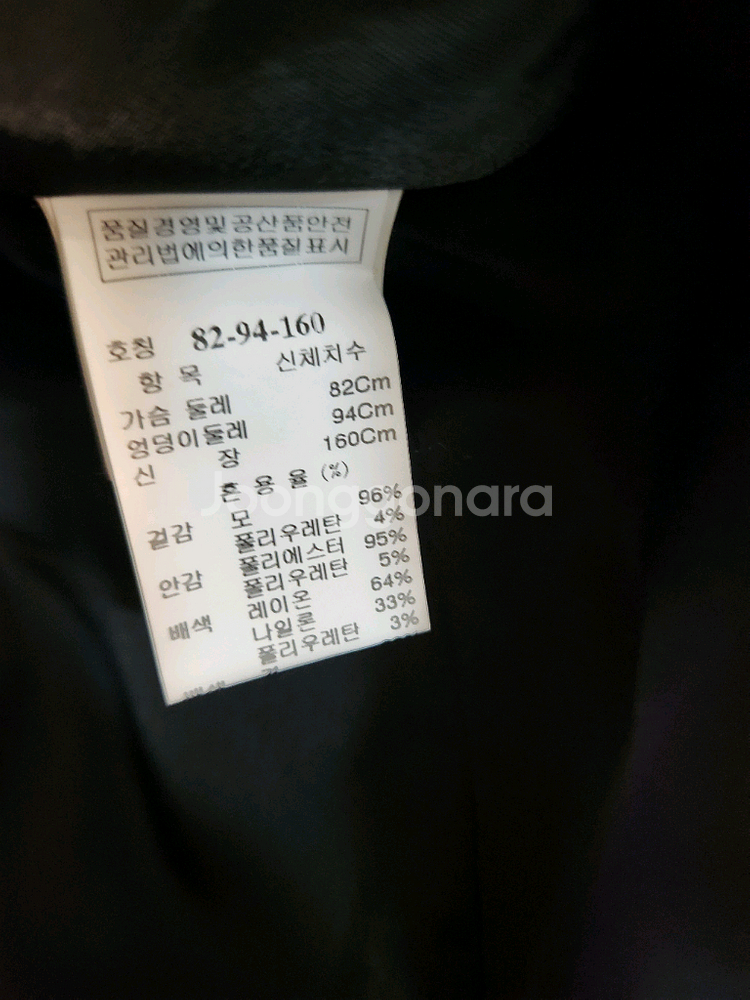 품질경영및공산품안전
관리법에의한품질표시
호칭 82-94-160
항 목 신체치수
가슴 둘레 82Cm
엉덩이둘레 94Cm
신 장 160Cm
혼 용 율 (%)
겉감 모 96%
폴리우레탄 4%
안감 폴리에스터 95%
폴리우레탄 5%
배색 레이온 64%
나일론 33%
폴리우레탄 3%
Joonggonara